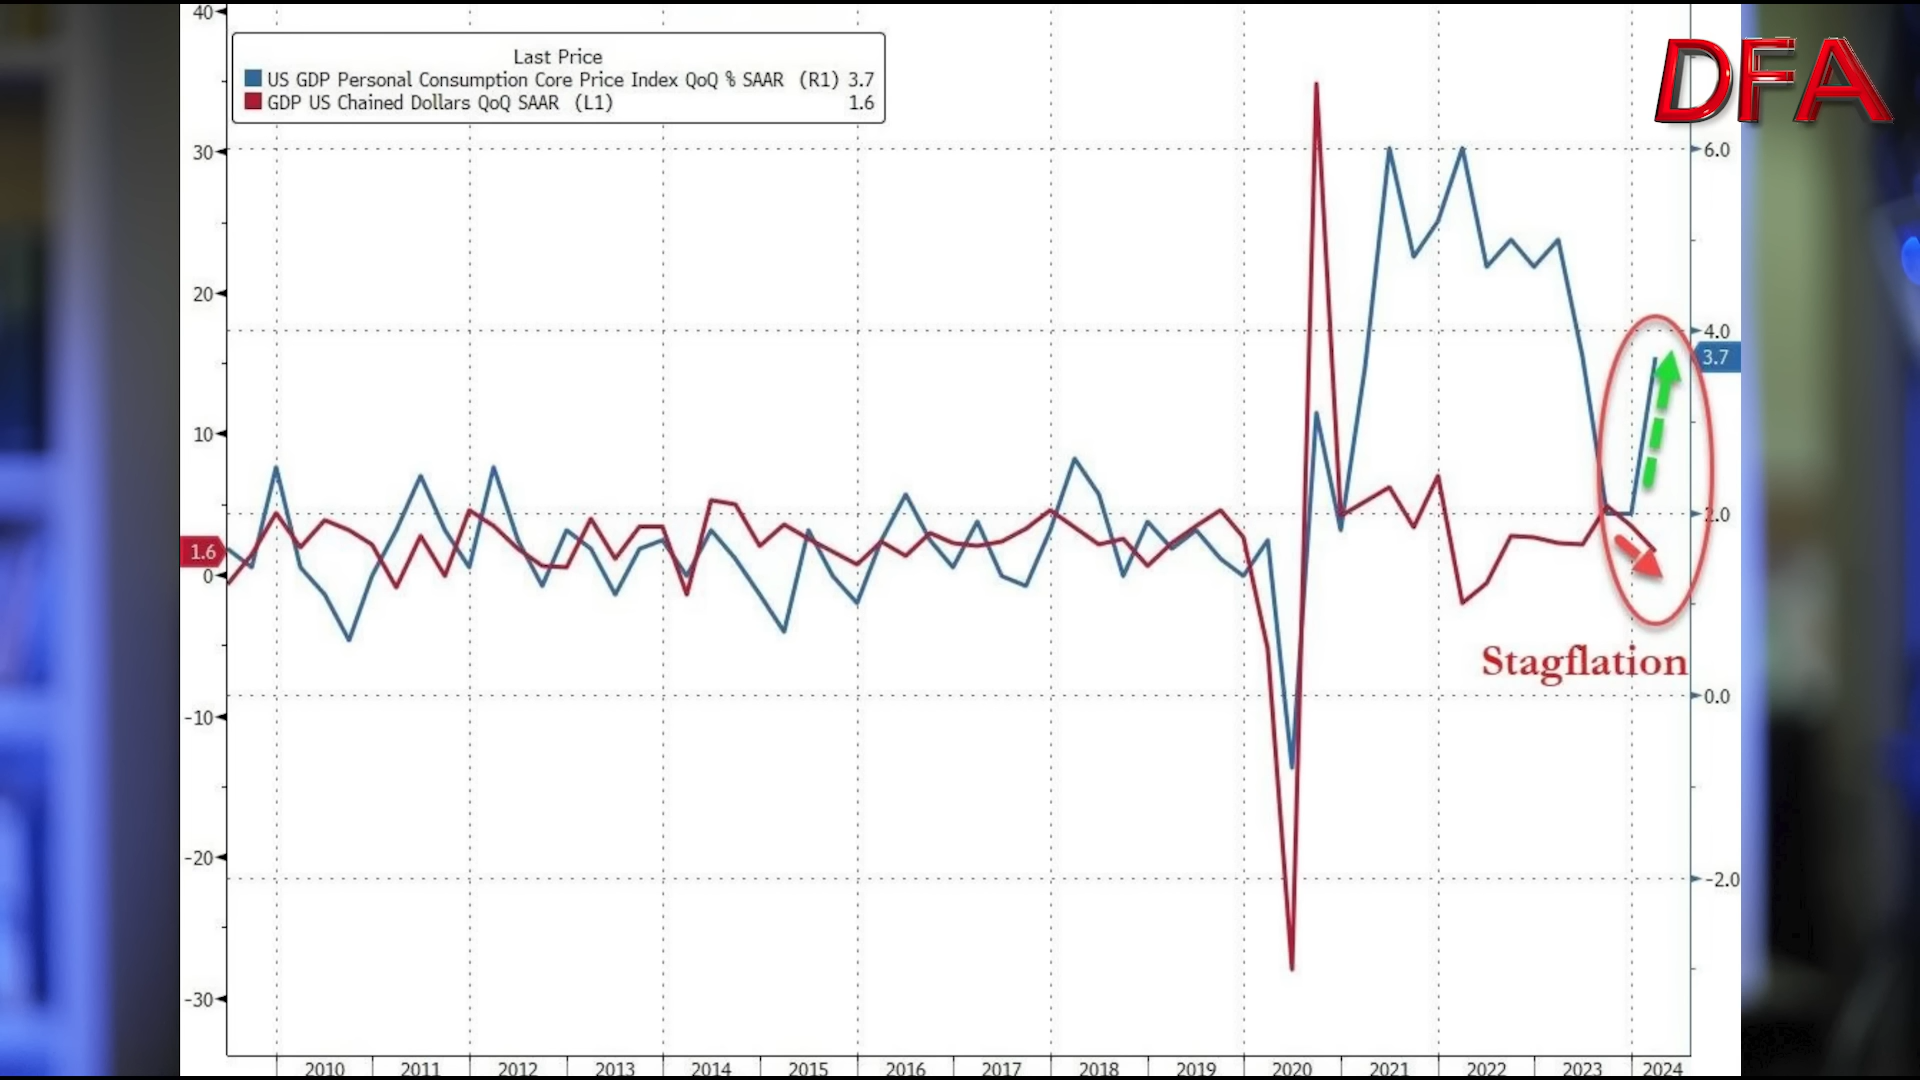 DFA
Last Price
US GDP Personal Consumption Core Price Index QoQ % SAAR (R1) 3.7
GDP US Chained Dollars QoQ SAAR (L1) 1.6
40
30
20
10
0
-10
-20
-30
1.6
6.0
4.0
3.7
2.0
0.0
-2.0
Stagflation
2010 2011 2012 2013 2014 2015 2016 2017 2018 2019 2020 2021 2022 2023 2024